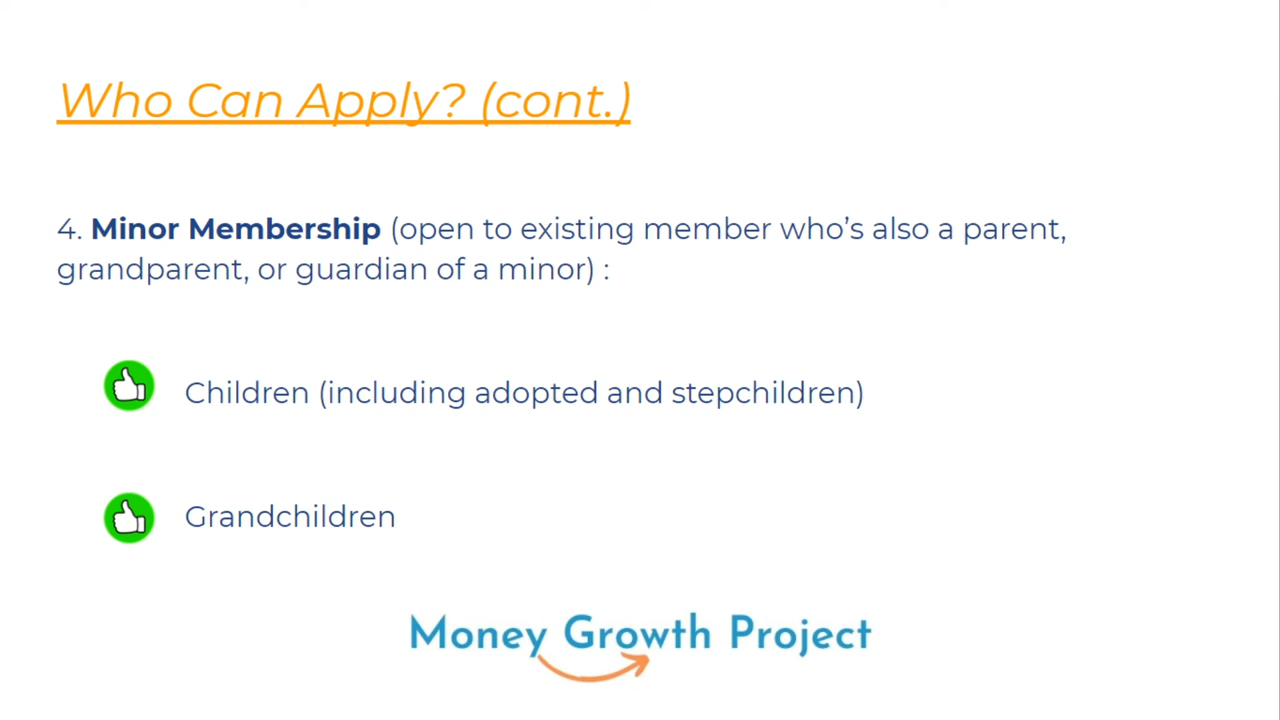 Who Can Apply? (cont.)
4. Minor Membership (open to existing member who’s also a parent,
grandparent, or guardian of a minor) :
Children (including adopted and stepchildren)
Grandchildren
Money Growth Project